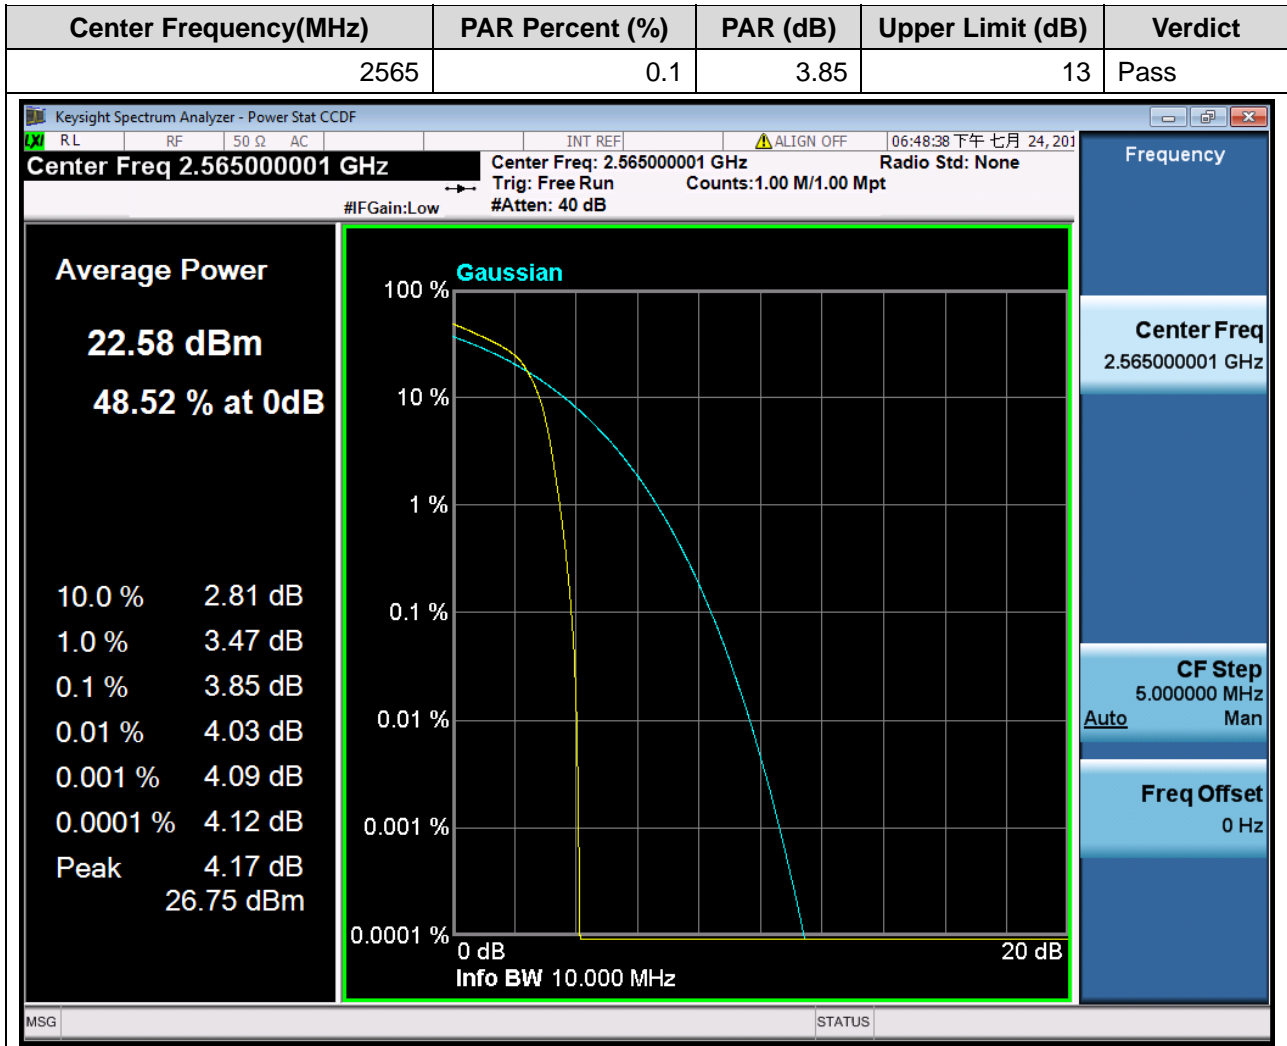 Center Frequency(MHz) PAR Percent (%) PAR (dB) Upper Limit (dB) Verdict
2565 0.1 3.85 13 Pass
Keysight Spectrum Analyzer - Power Stat CCDF
LXI RL RF 50 Ω AC INT REF ALIGN OFF 06:48:38 下午 七月 24, 201
Center Freq 2.565000001 GHz
#IFGain:Low
Center Freq: 2.565000001 GHz Radio Std: None
Trig: Free Run Counts:1.00 M/1.00 Mpt
#Atten: 40 dB
Average Power
22.58 dBm
48.52 % at 0dB
10.0 % 2.81 dB
1.0 % 3.47 dB
0.1 % 3.85 dB
0.01 % 4.03 dB
0.001 % 4.09 dB
0.0001 % 4.12 dB
Peak 4.17 dB
26.75 dBm
Gaussian
100 %
10 %
1 %
0.1 %
0.01 %
0.001 %
0.0001 %
0 dB 20 dB
Info BW 10.000 MHz
Frequency
Center Freq
2.565000001 GHz
CF Step
5.000000 MHz
Auto Man
Freq Offset
0 Hz
MSG STATUS